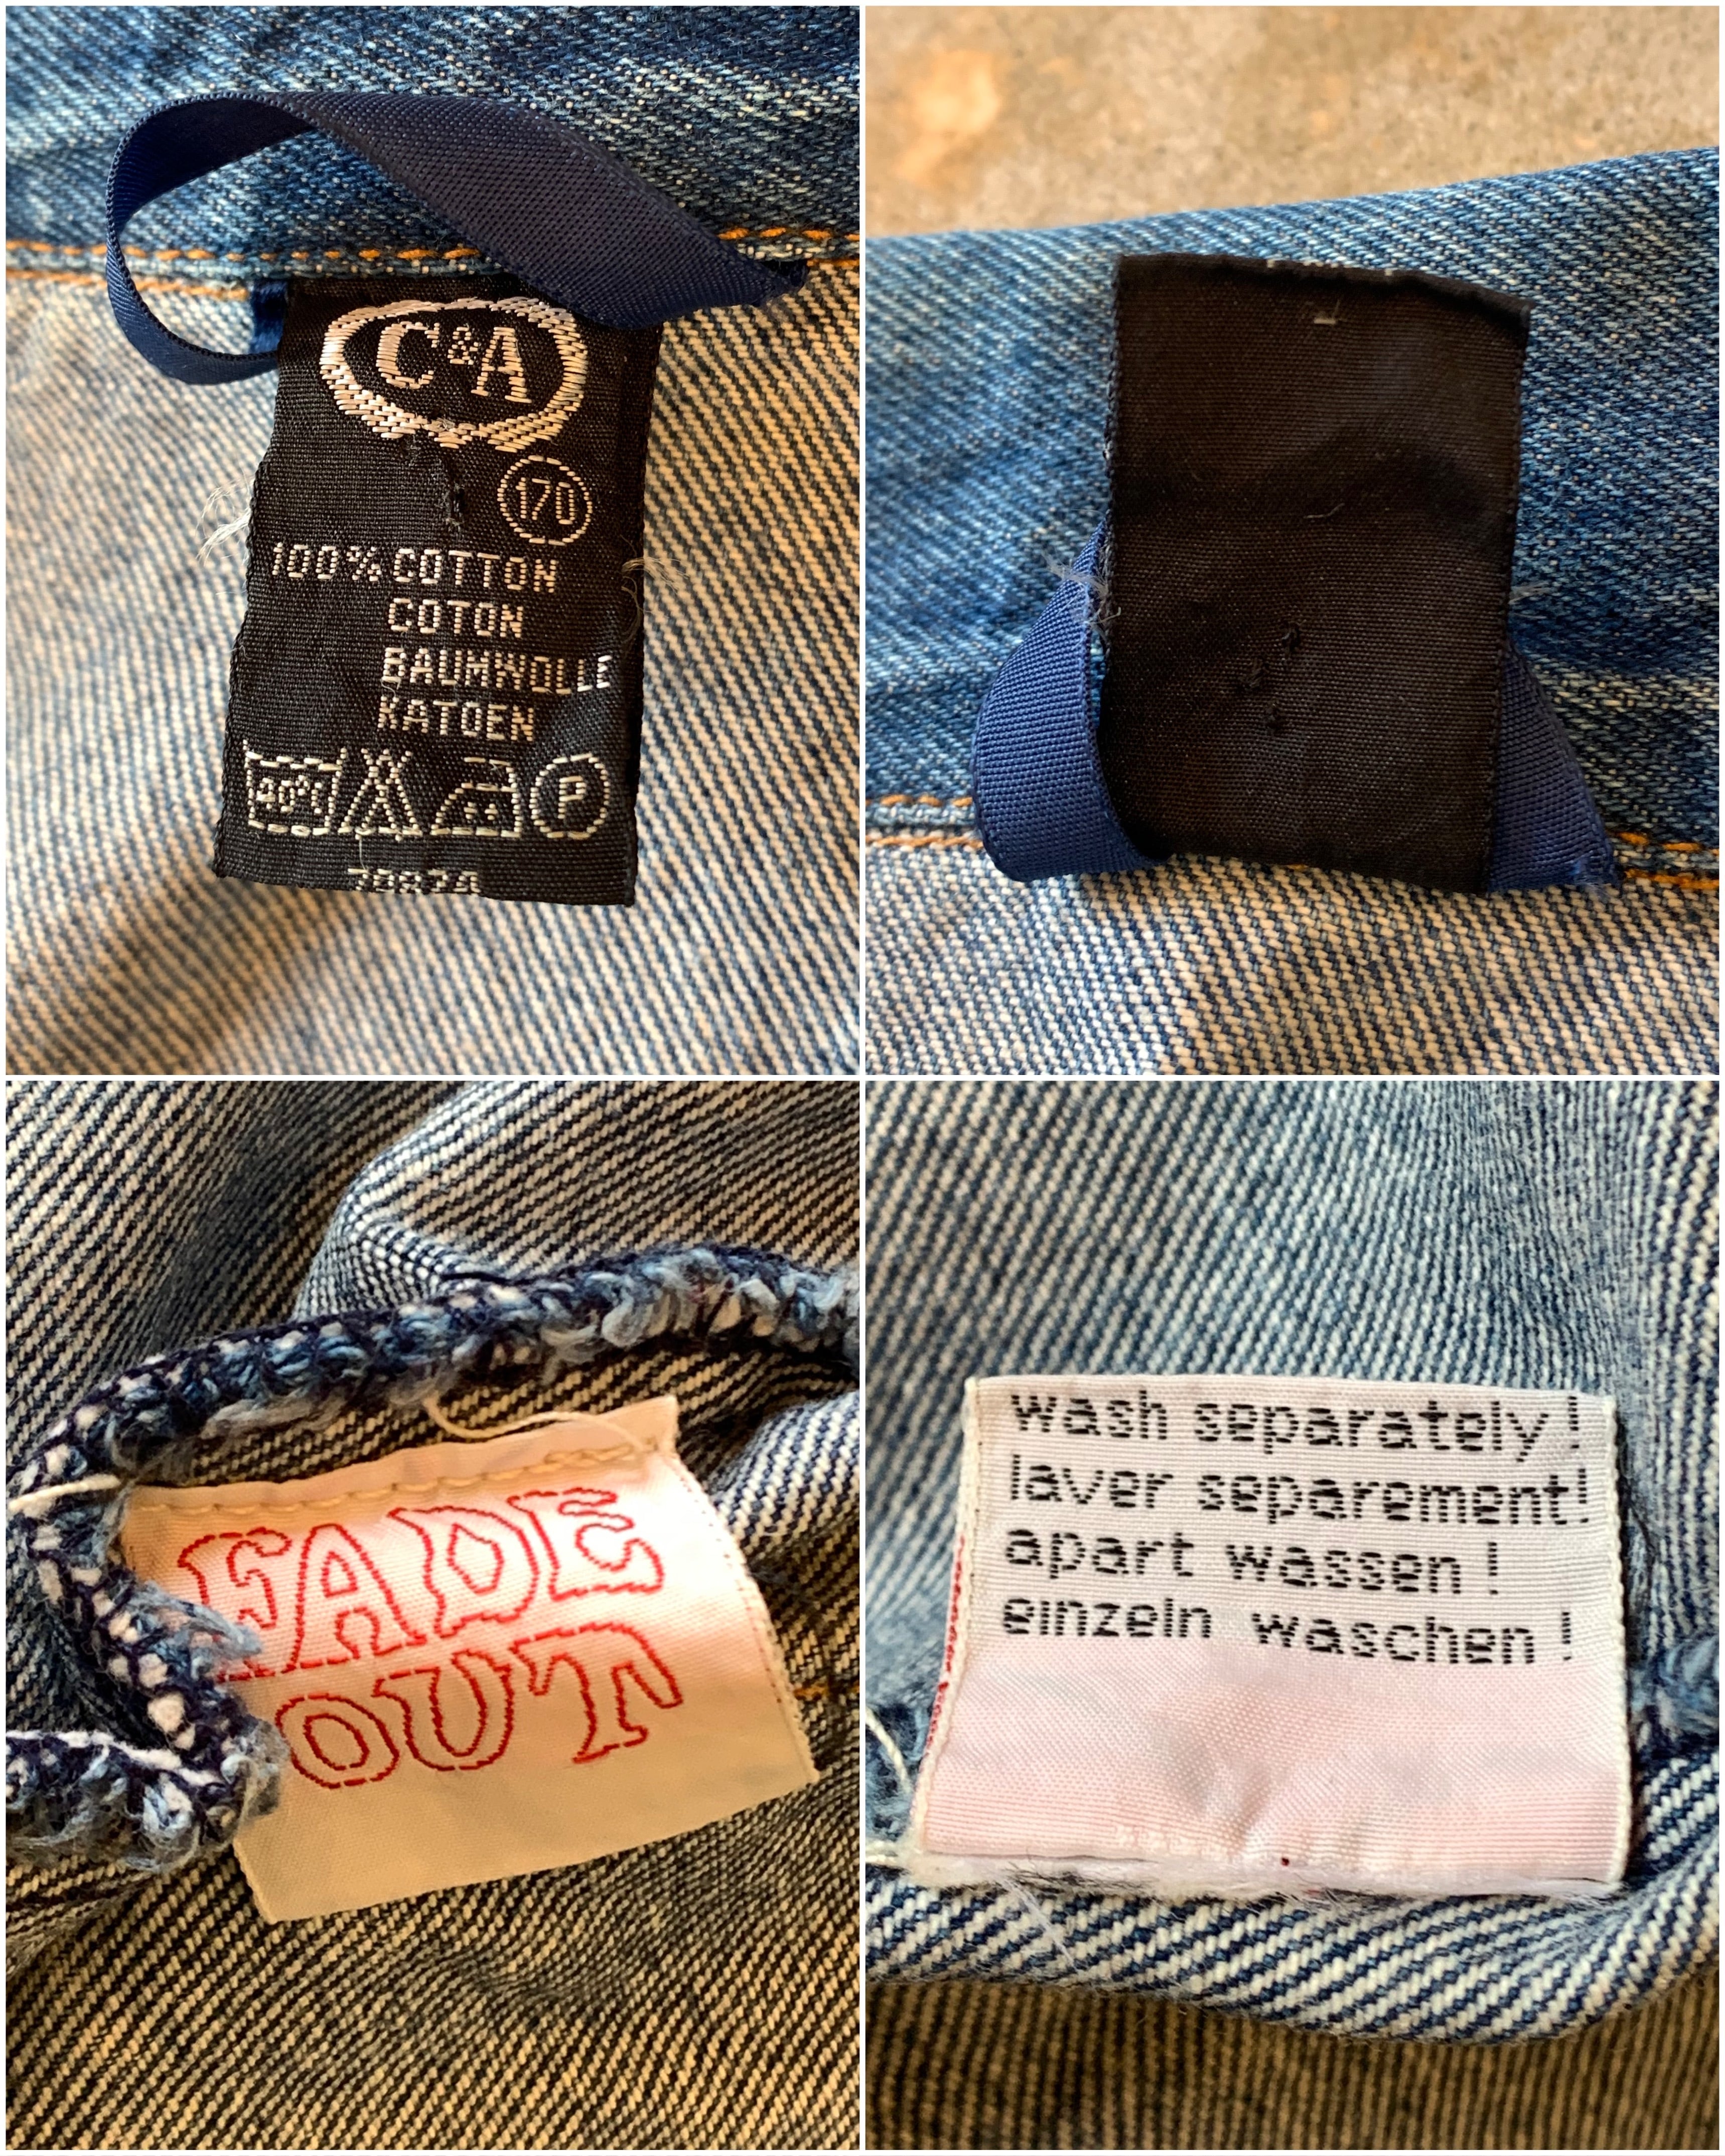 C&A
170
100% COTTON
COTON
BAUMWOLLE
KATOEN
40°C
P
FADE
OUT
wash separately !
laver separement!
apart wassen !
einzeln waschen !